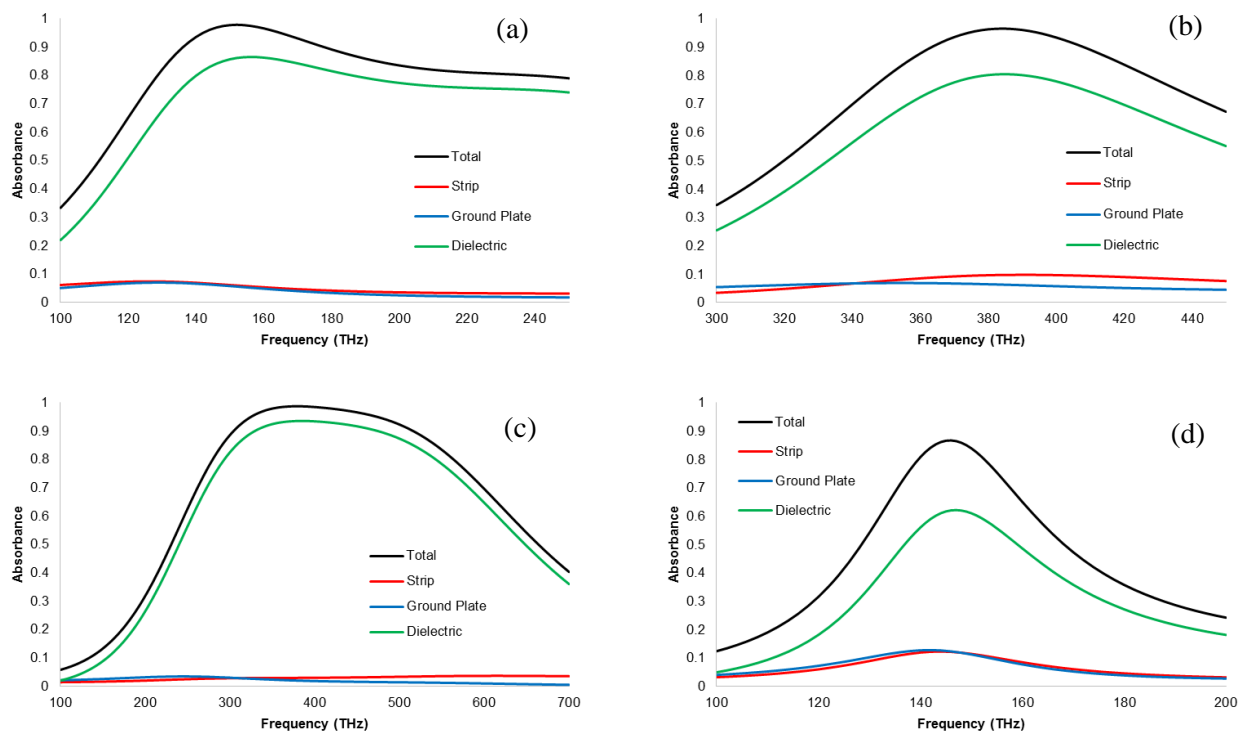 (a)
1
0.9
0.8
0.7
0.6
0.5
0.4
0.3
0.2
0.1
0
Absorbance
Total
Strip
Ground Plate
Dielectric
100 120 140 160 180 200 220 240
Frequency (THz)
(b)
1
0.9
0.8
0.7
0.6
0.5
0.4
0.3
0.2
0.1
0
Absorbance
Total
Strip
Ground Plate
Dielectric
300 320 340 360 380 400 420 440
Frequency (THz)
(c)
1
0.9
0.8
0.7
0.6
0.5
0.4
0.3
0.2
0.1
0
Absorbance
Total
Strip
Ground Plate
Dielectric
100 200 300 400 500 600 700
Frequency (THz)
(d)
1
0.9
0.8
0.7
0.6
0.5
0.4
0.3
0.2
0.1
0
Absorbance
Total
Strip
Ground Plate
Dielectric
100 120 140 160 180 200
Frequency (THz)